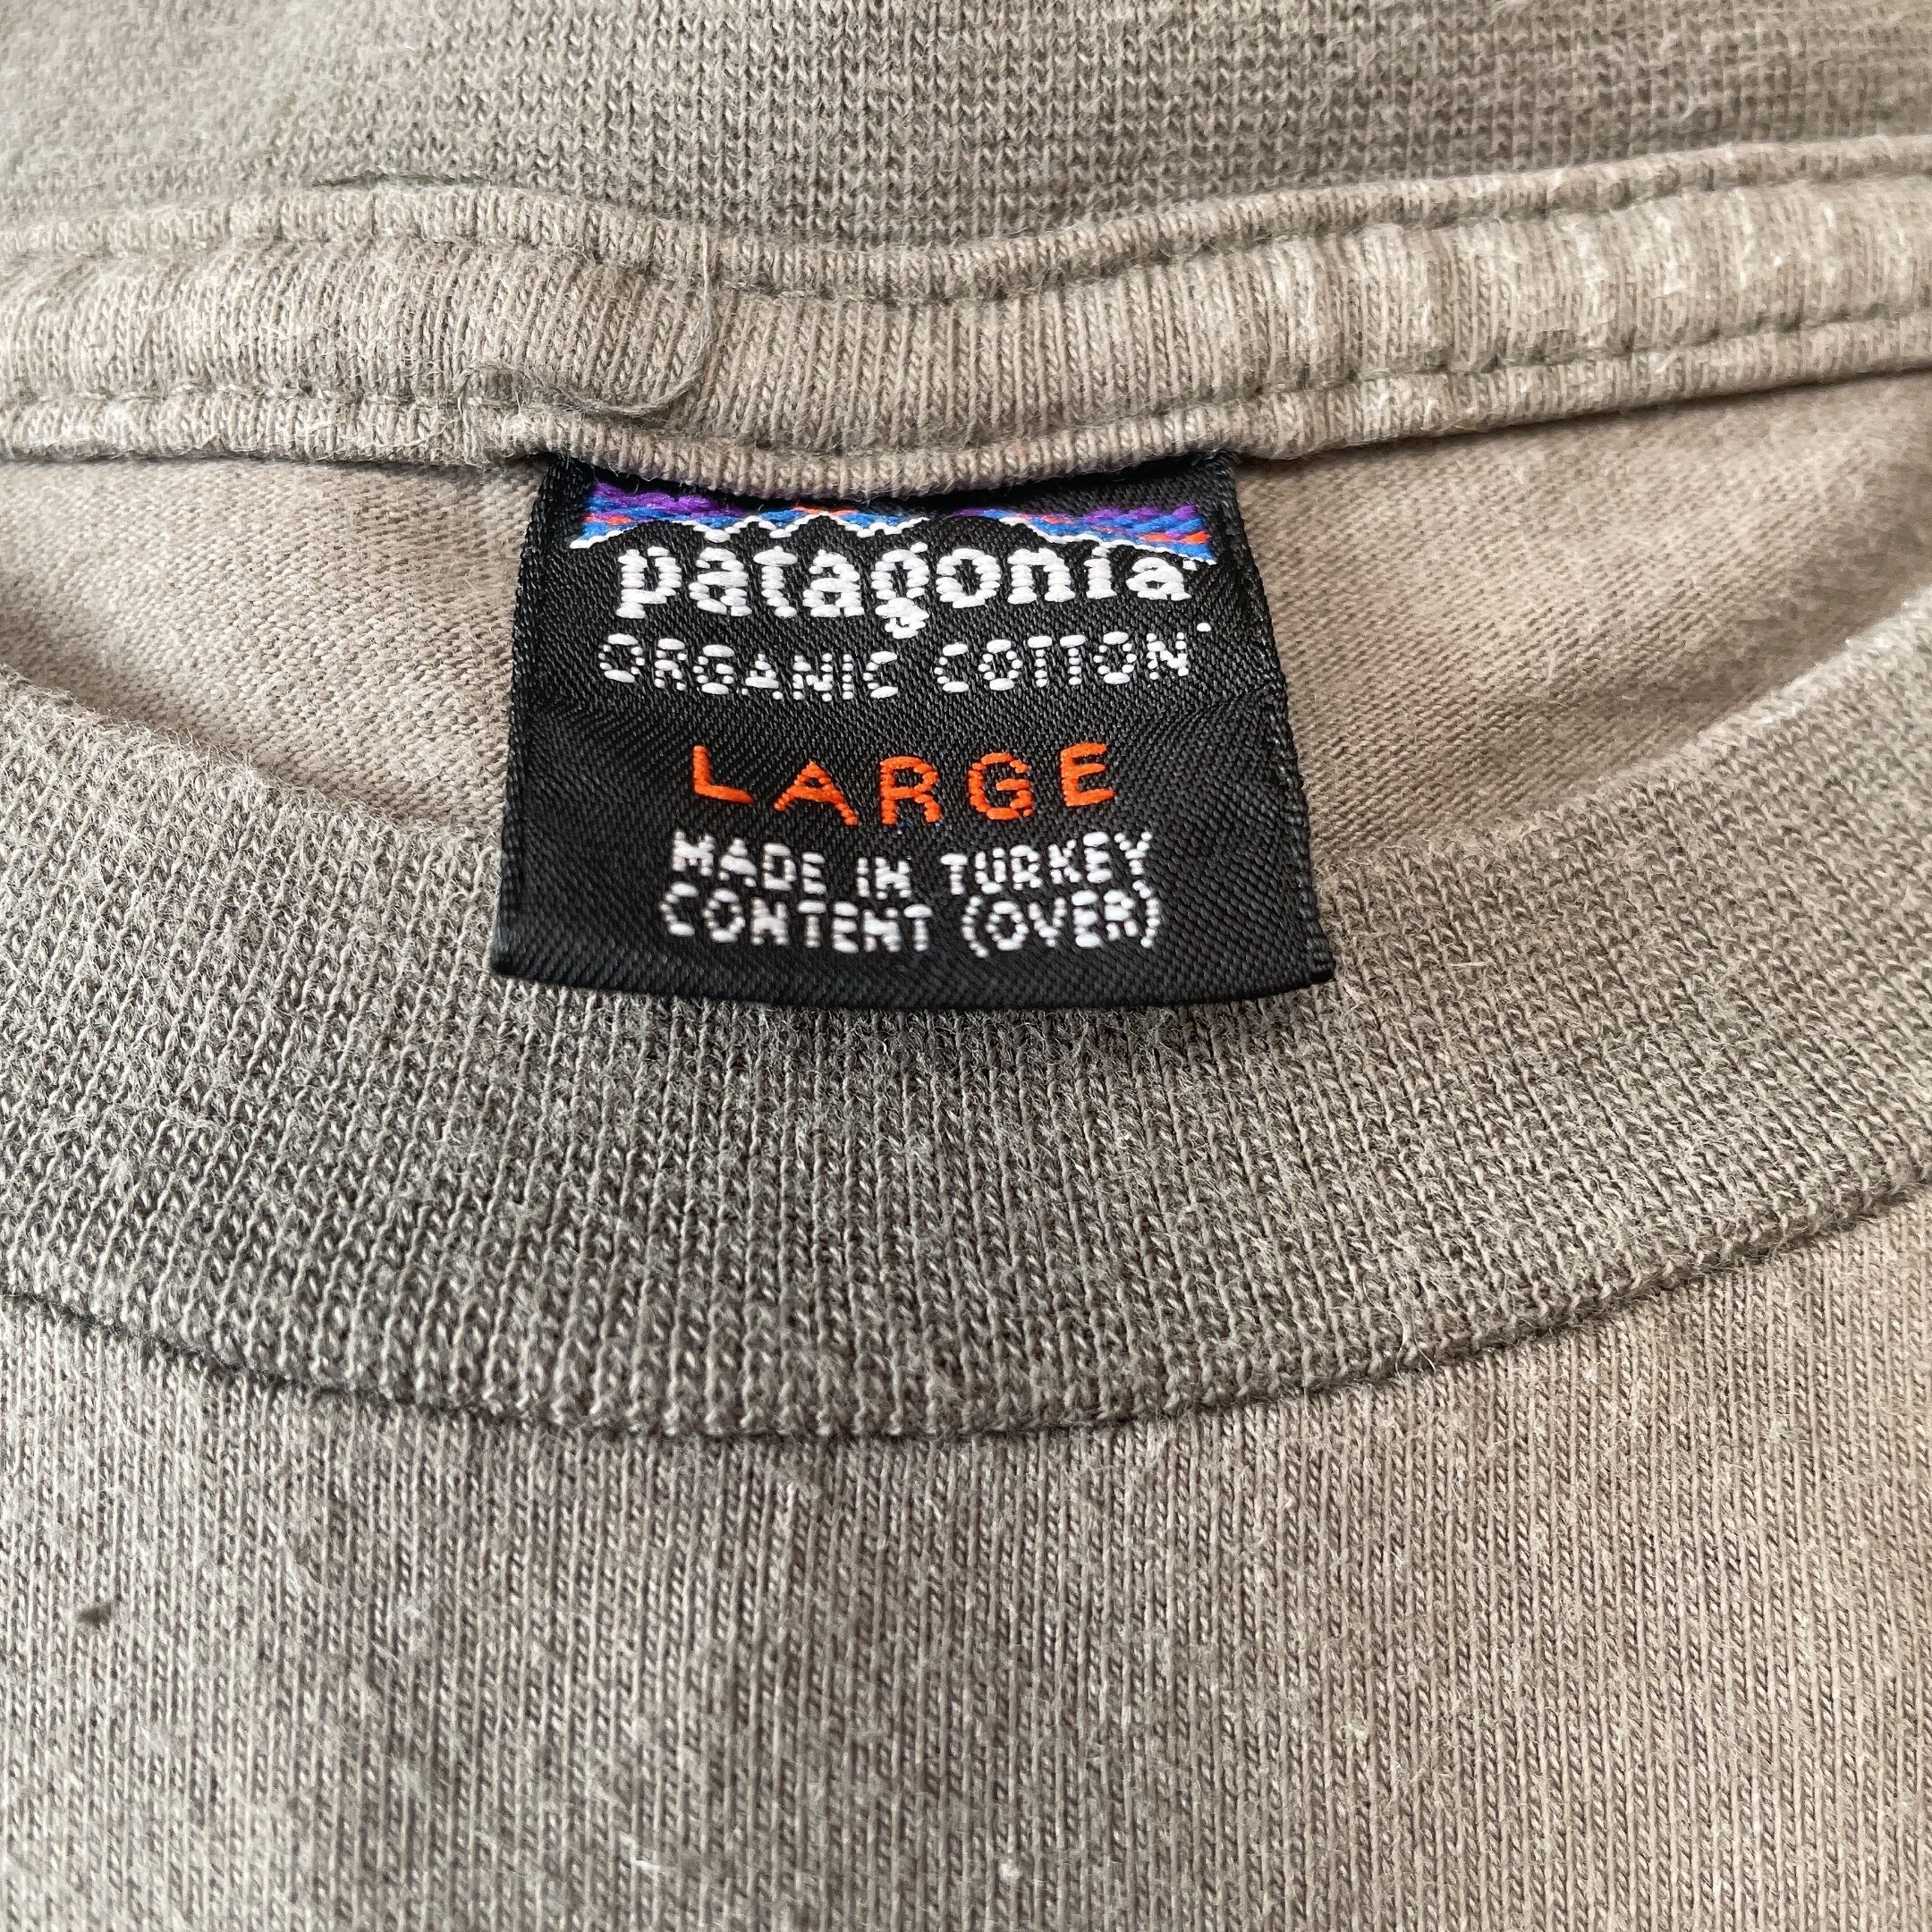 patagonia
ORGANIC COTTON
LARGE
MADE IN TURKEY
CONTENT (OVER)